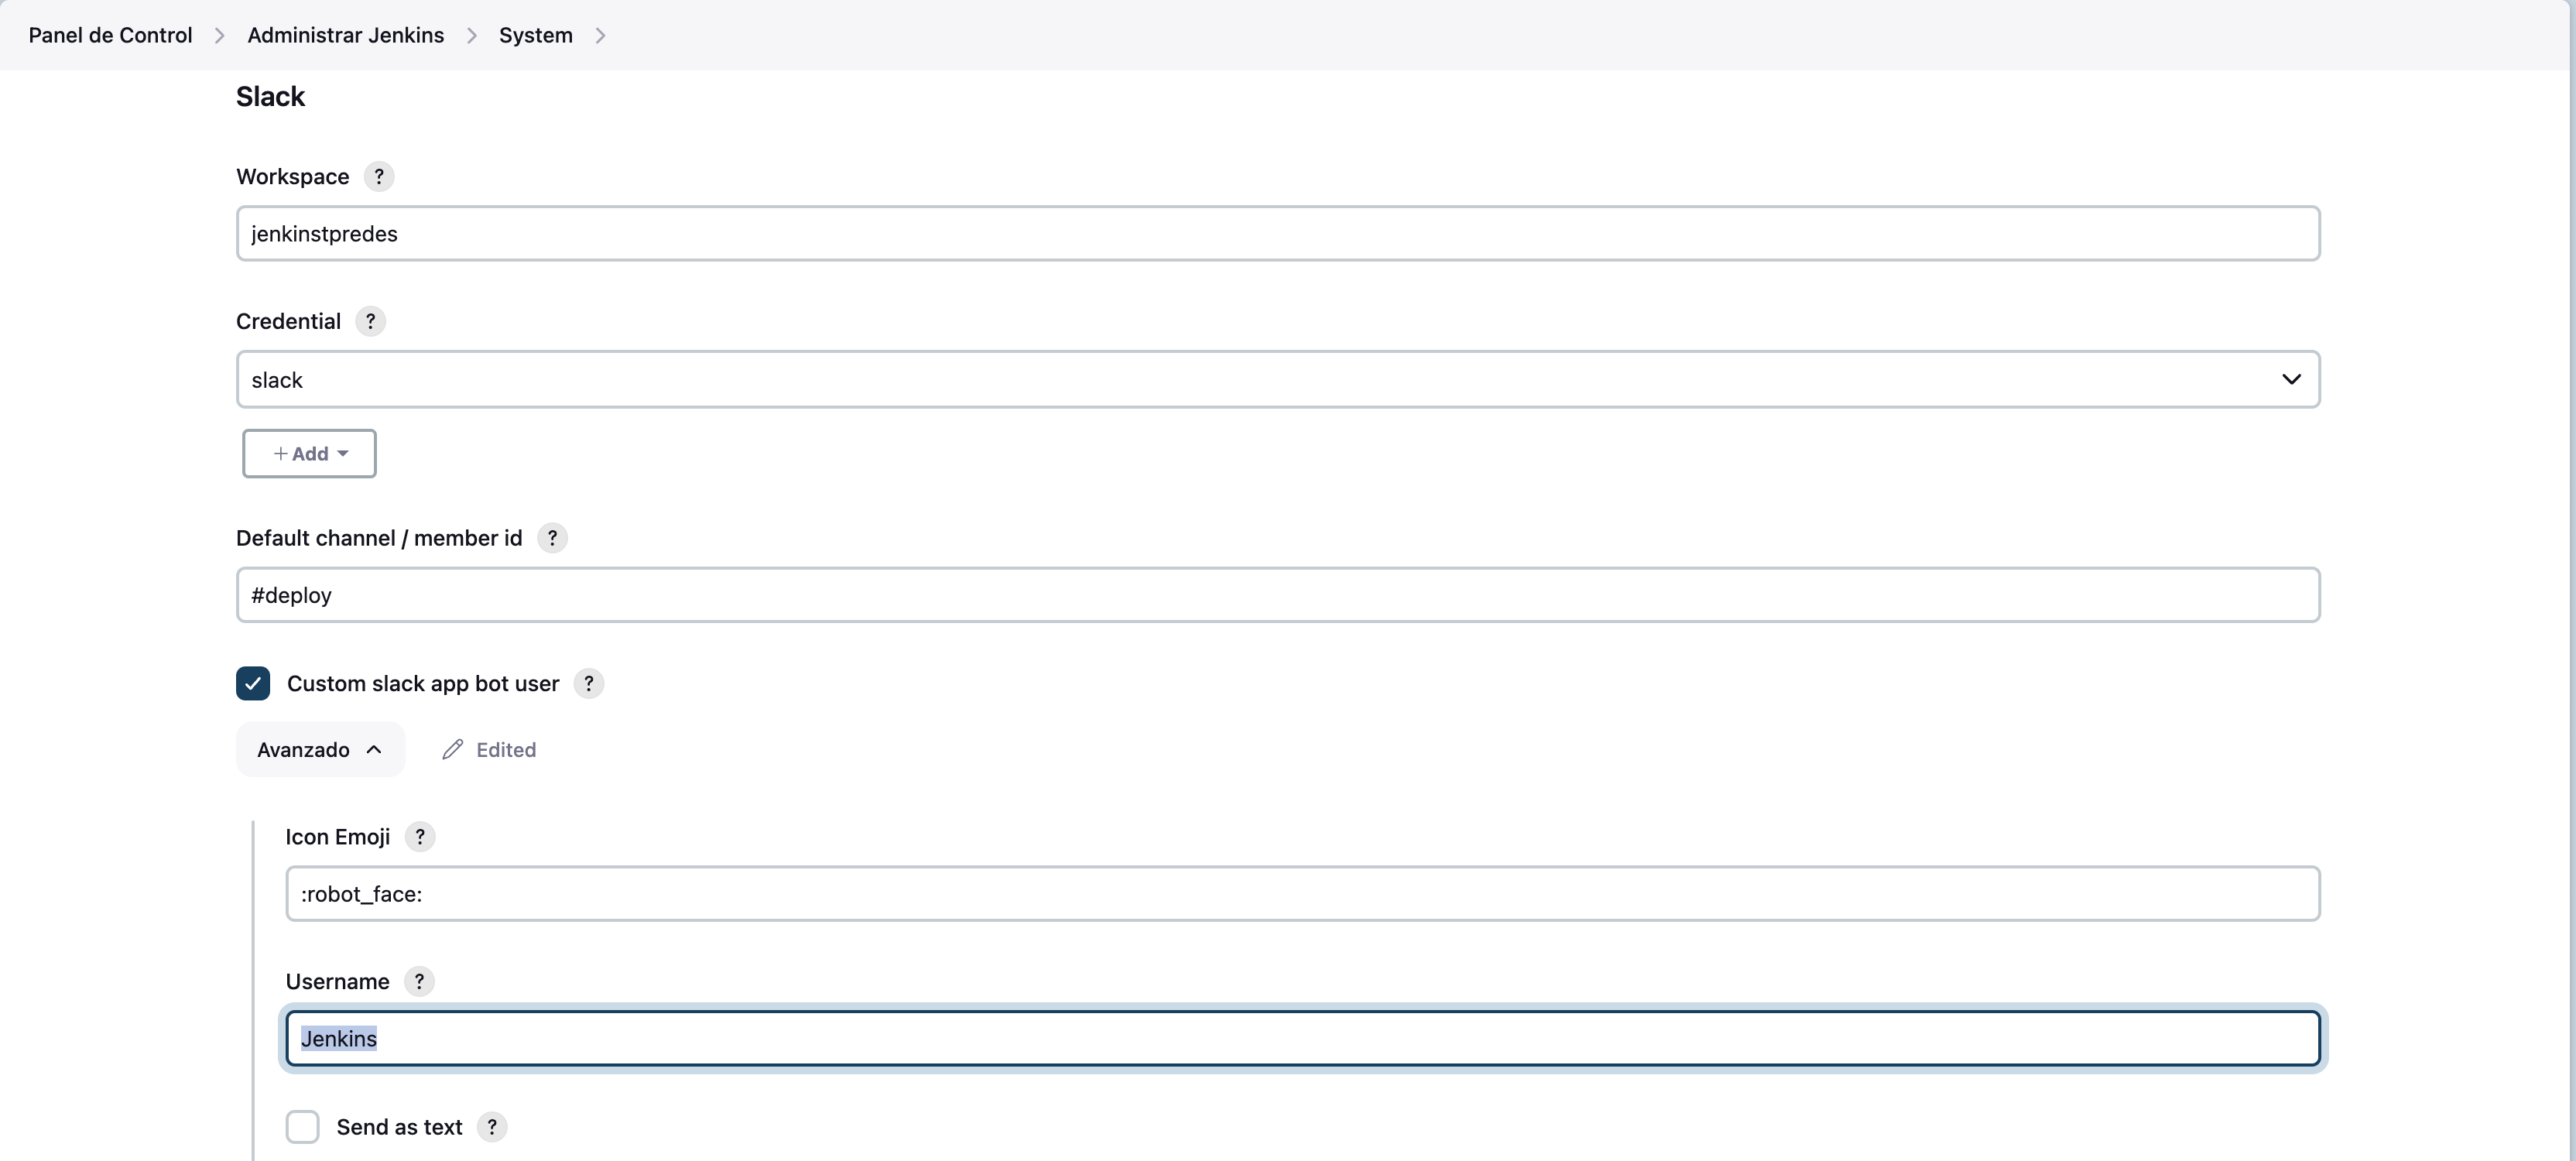 Panel de Control > Administrar Jenkins > System >
Slack
Workspace ?
jenkinstpredes
Credential ?
slack
+ Add
Default channel / member id ?
#deploy
Custom slack app bot user ?
Avanzado Edited
Icon Emoji ?
:robot_face:
Username ?
Jenkins
Send as text ?